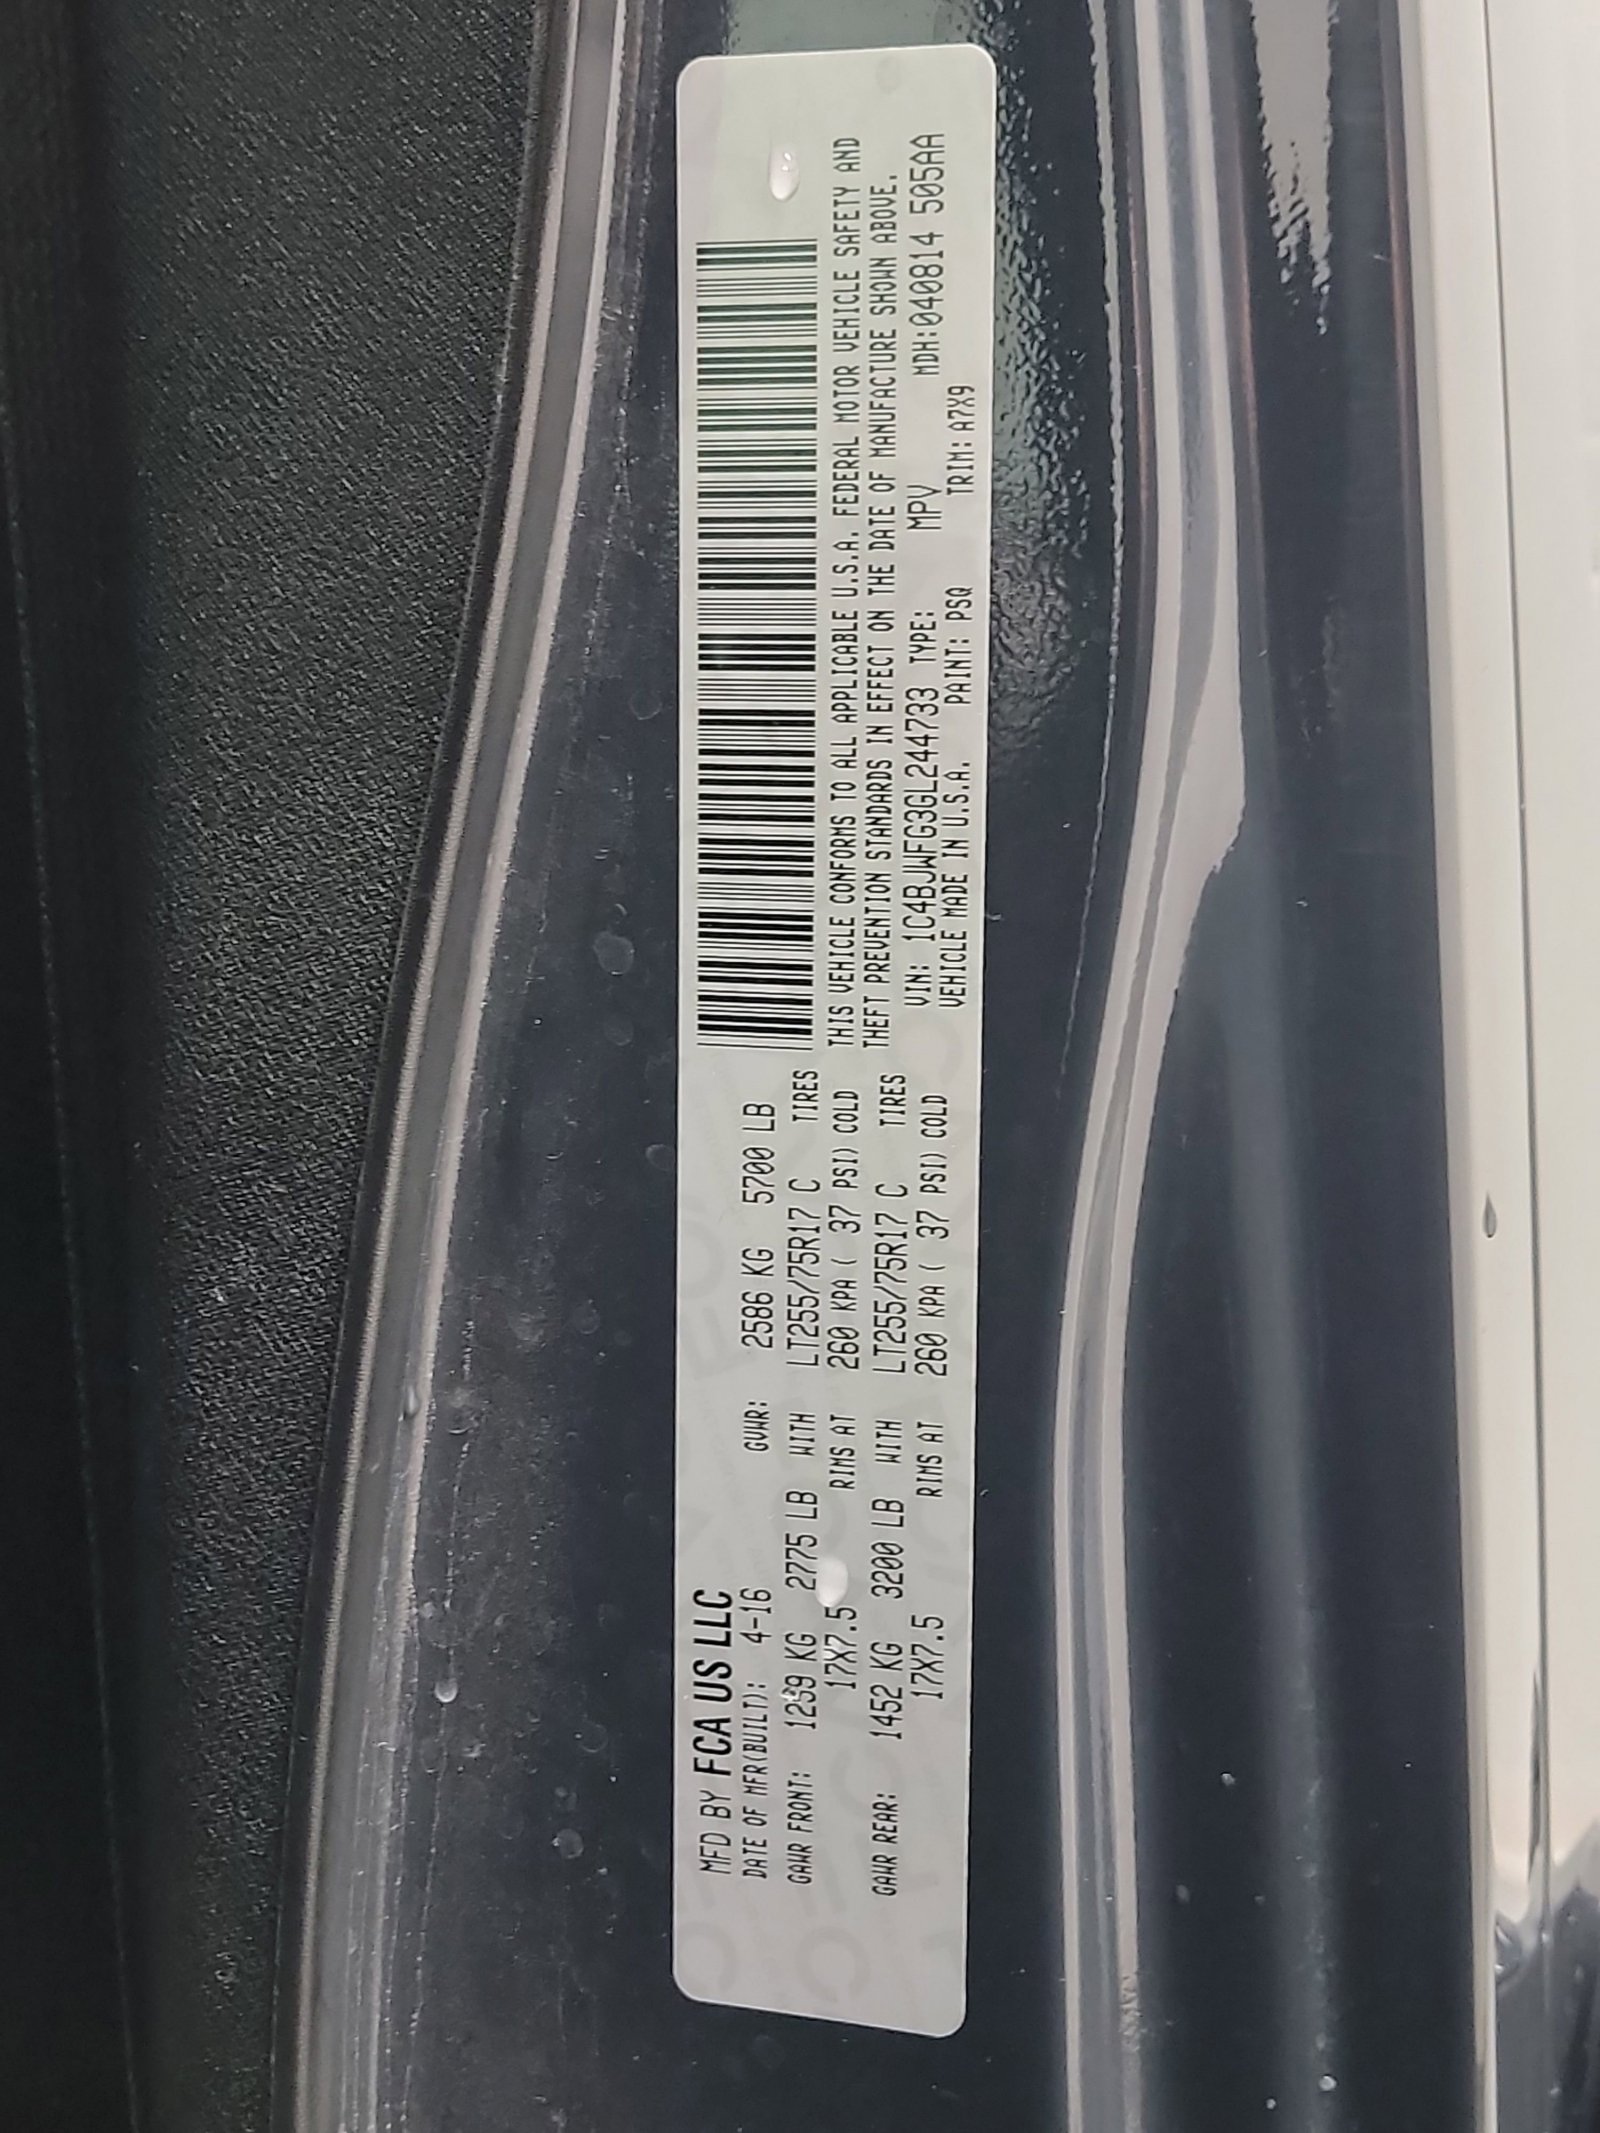 MFD BY FCA US LLC
DATE OF MFR(BUILT): 4-16 GVWR: 2586 KG 5700 LB
GAWR FRONT: 1259 KG 2775 LB WITH LT255/75R17 C TIRES
17X7.5 RIMS AT 260 KPA ( 37 PSI) COLD
GAWR REAR: 1452 KG 3200 LB WITH LT255/75R17 C TIRES
17X7.5 RIMS AT 260 KPA ( 37 PSI) COLD
THIS VEHICLE CONFORMS TO ALL APPLICABLE U.S.A. FEDERAL MOTOR VEHICLE SAFETY AND
THEFT PREVENTION STANDARDS IN EFFECT ON THE DATE OF MANUFACTURE SHOWN ABOVE.
VIN: 1C4BJWFG3GL244733 TYPE: MPV MDH:040814 505AA
VEHICLE MADE IN U.S.A. PAINT: PSQ TRIM: A7X9